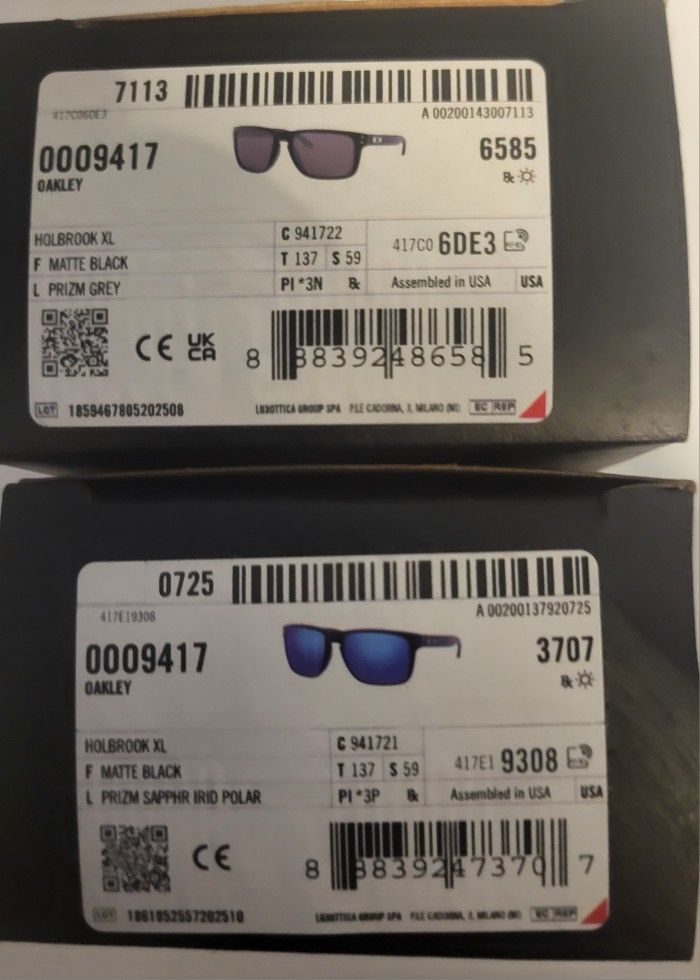 7113
417C06DE3
A 00200143007113
0009417
OAKLEY
6585
HOLBROOK XL
F MATTE BLACK
L PRIZM GREY
C 941722
T 137 S 59
PI *3N
417C0 6DE3
Assembled in USA
USA
CE UK CA
8 883924865 8 5
LOT 1859467805202508
LUXOTTICA GROUP SPA P.LE CADORNA, 3, MILANO (MI) EC REP
0725
417E19308
A 00200137920725
0009417
OAKLEY
3707
HOLBROOK XL
F MATTE BLACK
L PRIZM SAPPHR IRID POLAR
C 941721
T 137 S 59
PI *3P
417E1 9308
Assembled in USA
USA
CE
8 88392473707 7
LOT 1861952557202510
LUXOTTICA GROUP SPA P.LE CADORNA, 3, MILANO (MI) EC REP